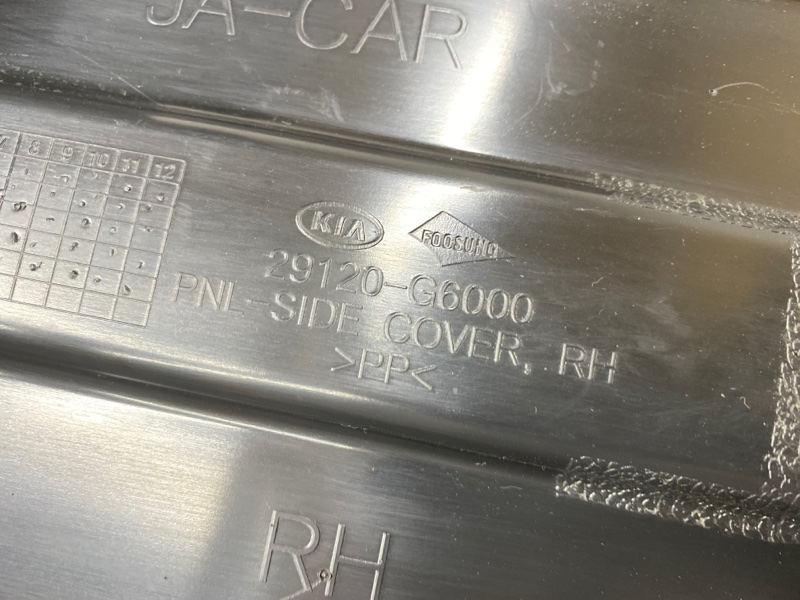 JA-CAR
7 8 9 10 11 12
KIA FOOSUNG
29120-G6000
PNL-SIDE COVER, RH
>PP<
RH